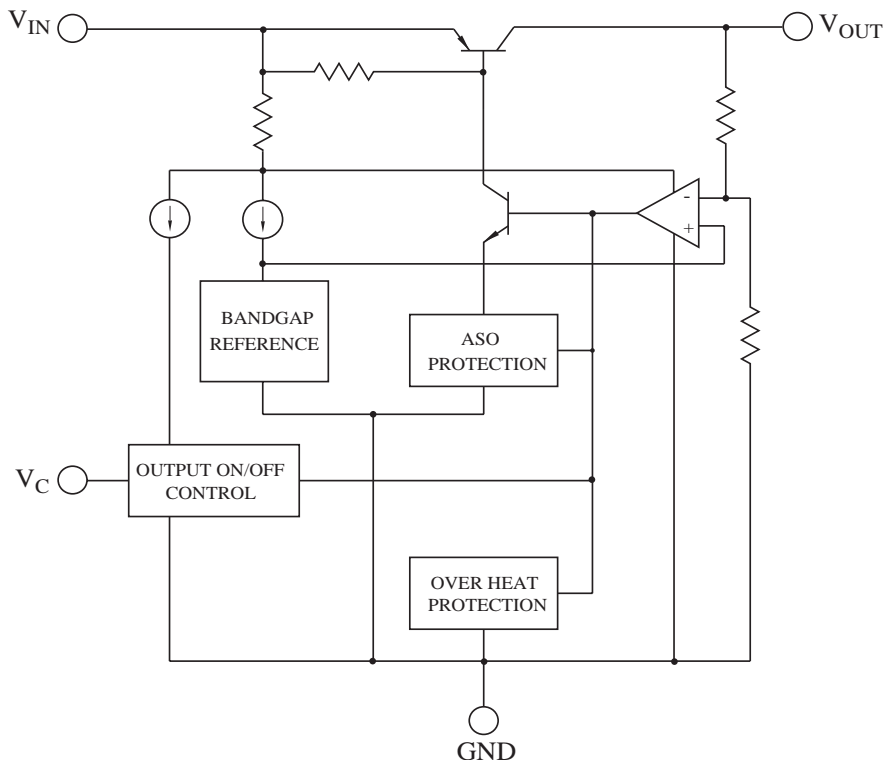 VIN
VOUT
-
+
BANDGAP
REFERENCE
ASO
PROTECTION
VC
OUTPUT ON/OFF
CONTROL
OVER HEAT
PROTECTION
GND